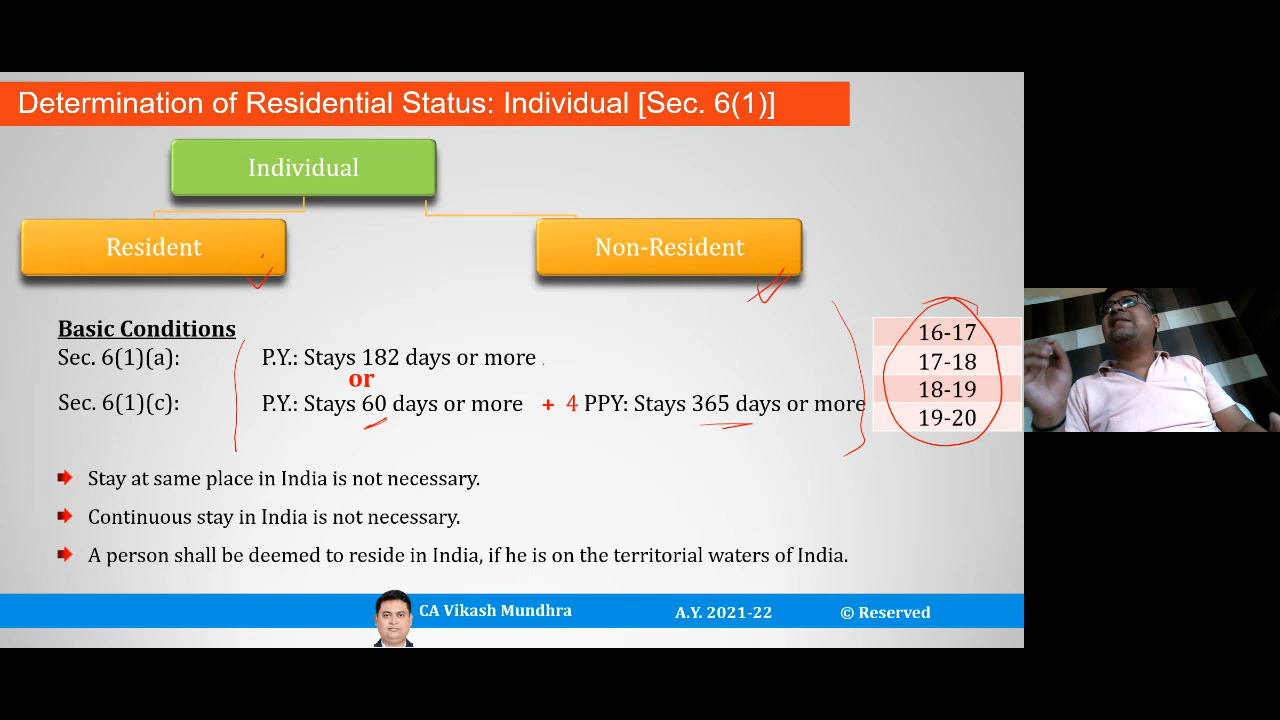 Determination of Residential Status: Individual [Sec. 6(1)]
Individual
Resident
Non-Resident
Basic Conditions
Sec. 6(1)(a): P.Y.: Stays 182 days or more
or
Sec. 6(1)(c): P.Y.: Stays 60 days or more + 4 PPY: Stays 365 days or more
16-17
17-18
18-19
19-20
Stay at same place in India is not necessary.
Continuous stay in India is not necessary.
A person shall be deemed to reside in India, if he is on the territorial waters of India.
CA Vikash Mundhra A.Y. 2021-22 © Reserved